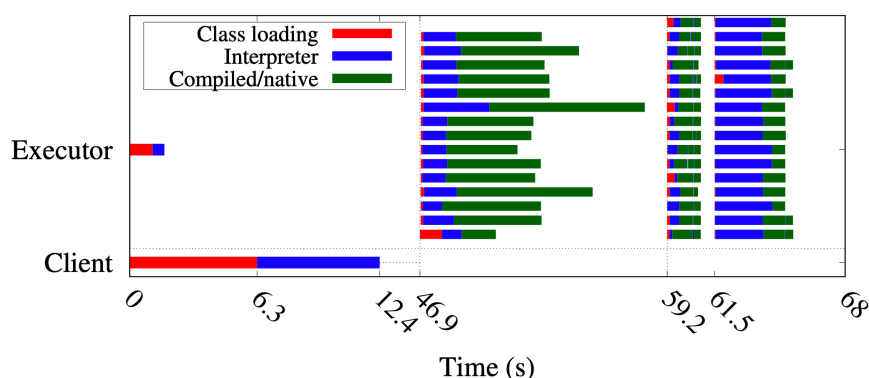 Class loading
Interpreter
Compiled/native
Executor
Client
0
6.3
12.4
46.9
59.2
61.5
68
Time (s)